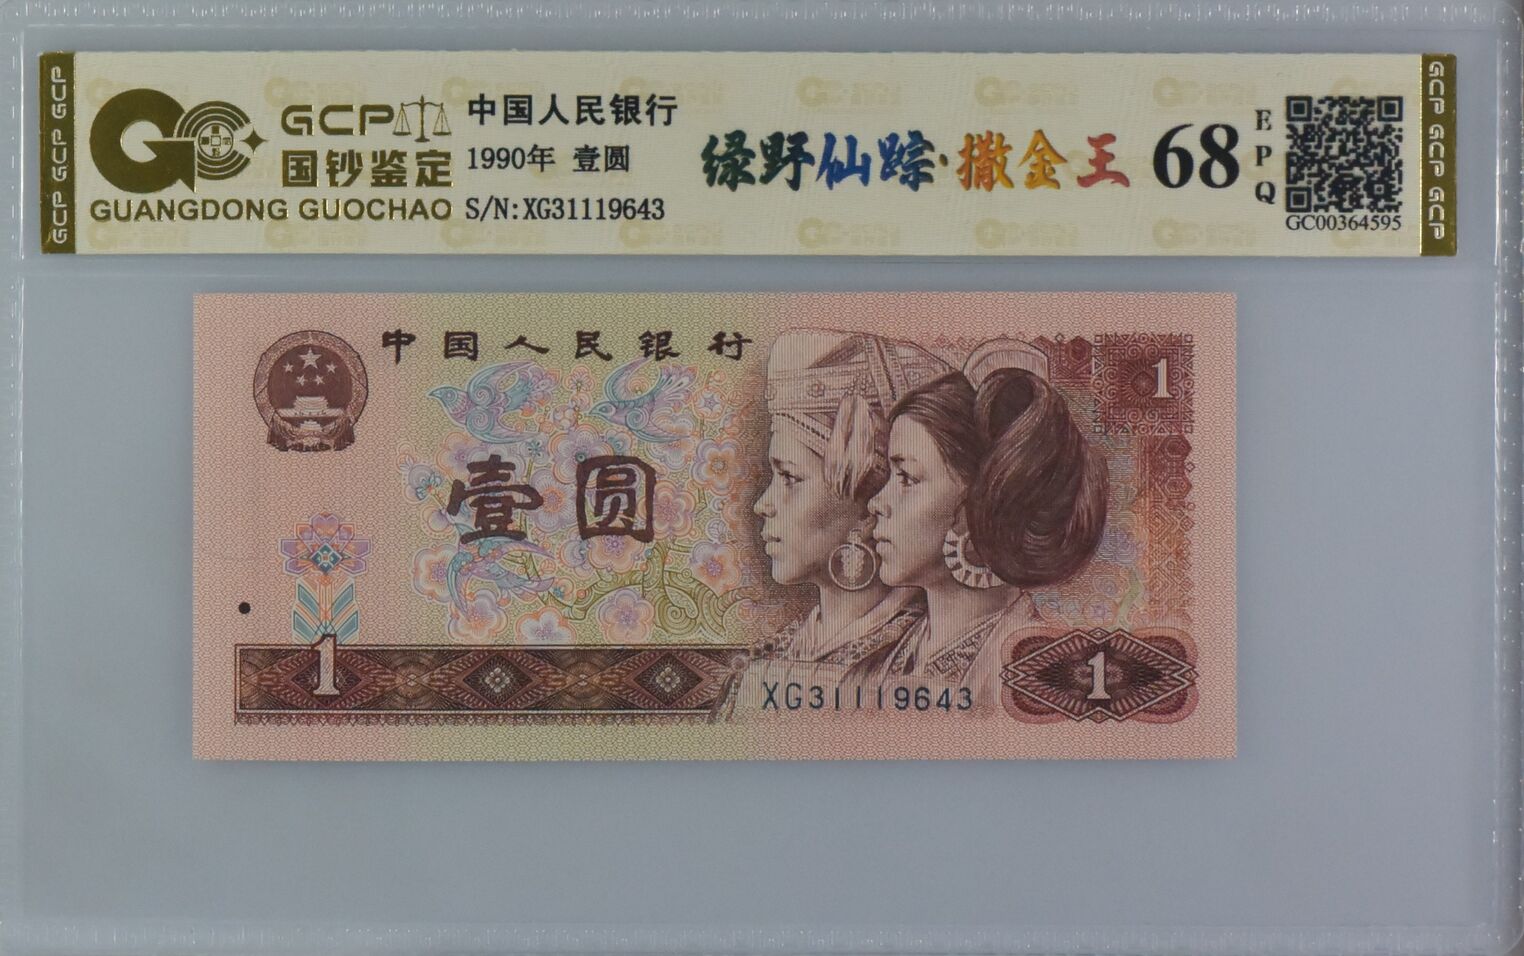 GCP GCP GCP
GCP
国钞鉴定
GUANGDONG GUOCHAO
中国人民银行
1990年 壹圆
S/N:XG31119643
绿野仙踪·撒金王
68
EPQ
GC00364595
GCP GCP GCP
中国人民银行
1
壹圆
1
XG31119643
1